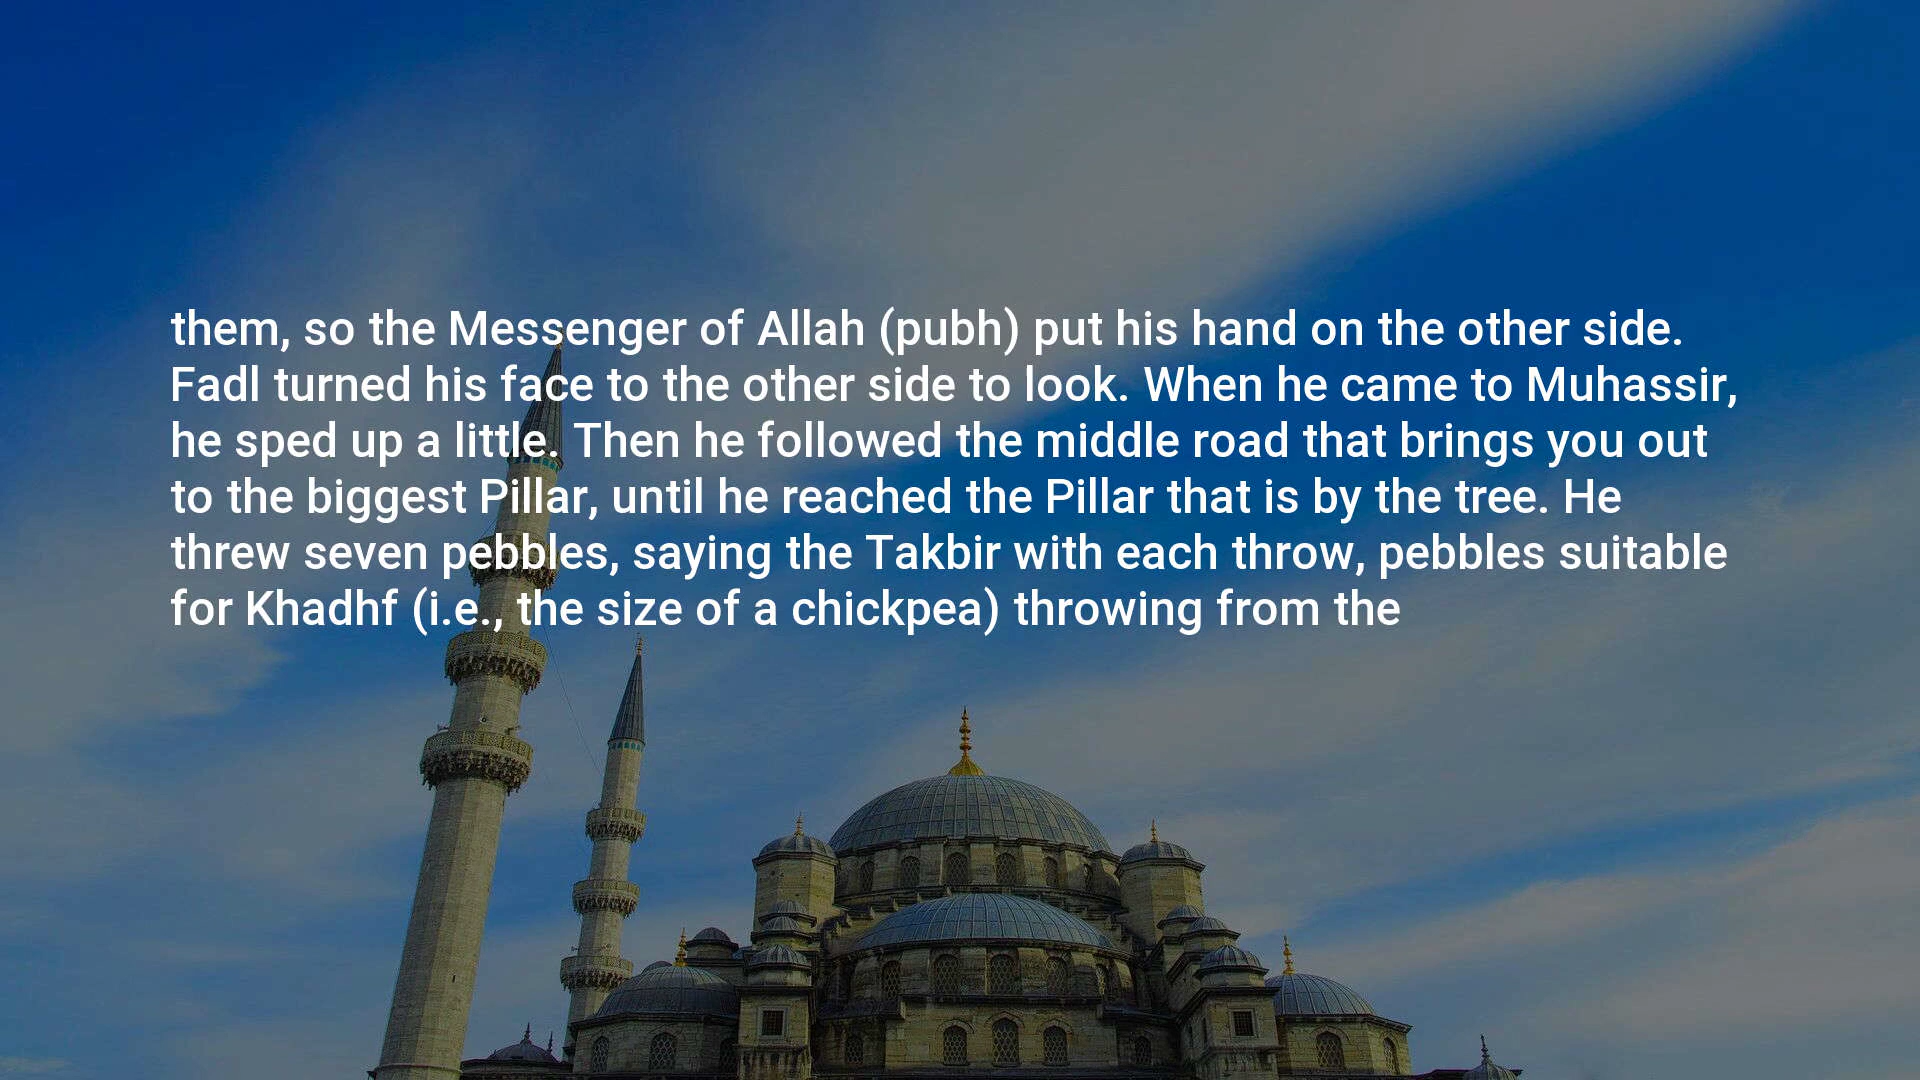 them, so the Messenger of Allah (pubh) put his hand on the other side.
Fadl turned his face to the other side to look. When he came to Muhassir,
he sped up a little. Then he followed the middle road that brings you out
to the biggest Pillar, until he reached the Pillar that is by the tree. He
threw seven pebbles, saying the Takbir with each throw, pebbles suitable
for Khadhf (i.e., the size of a chickpea) throwing from the